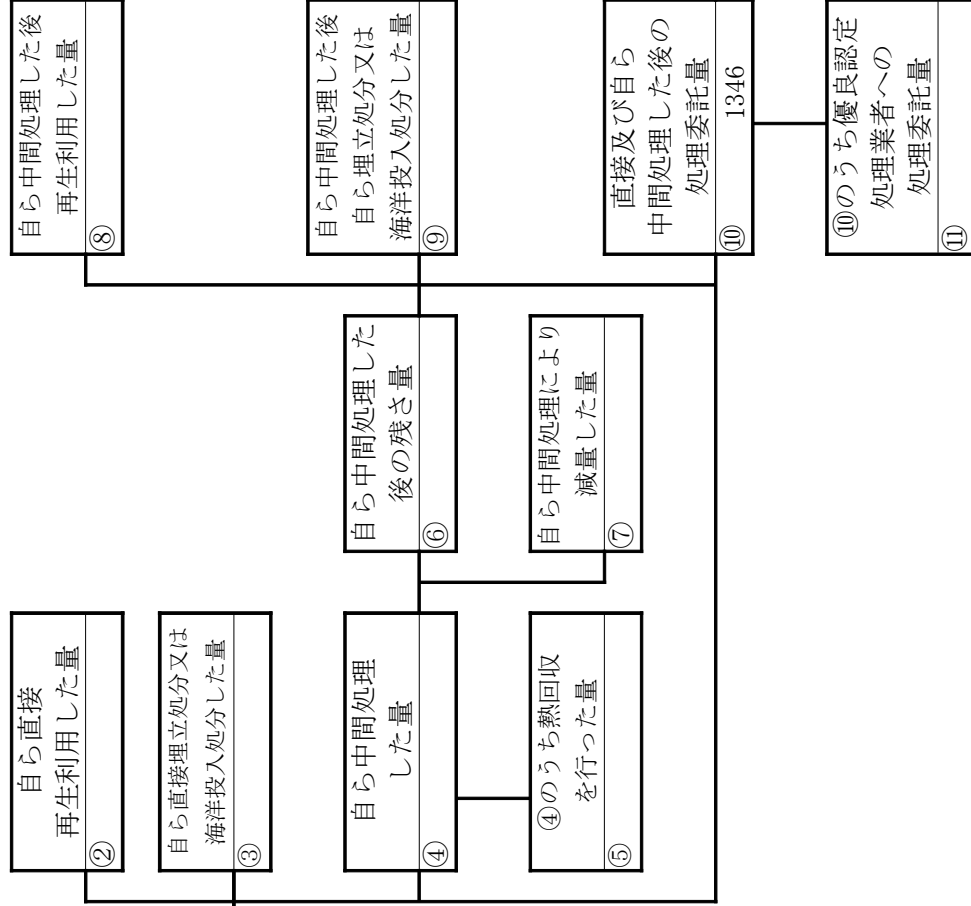 自ら直接
再生利用した量
②
自ら直接埋立処分又は
海洋投入処分した量
③
自ら中間処理
した量
④
④のうち熱回収
を行った量
⑤
自ら中間処理した
後の残さ量
⑥
自ら中間処理により
減量した量
⑦
自ら中間処理した後
再生利用した量
⑧
自ら中間処理した後
自ら埋立処分又は
海洋投入処分した量
⑨
直接及び自ら
中間処理した後の
処理委託量
⑩ 1346
⑩のうち優良認定
処理業者への
処理委託量
⑪